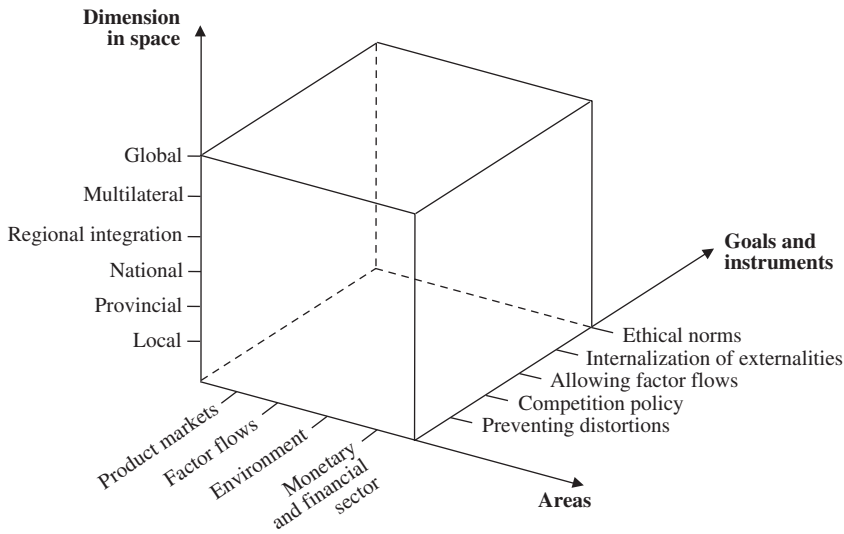 Dimension
in space
Global
Multilateral
Regional integration
National
Provincial
Local
Goals and
instruments
Ethical norms
Internalization of externalities
Allowing factor flows
Competition policy
Preventing distortions
Product markets
Factor flows
Environment
Monetary
and financial
sector
Areas